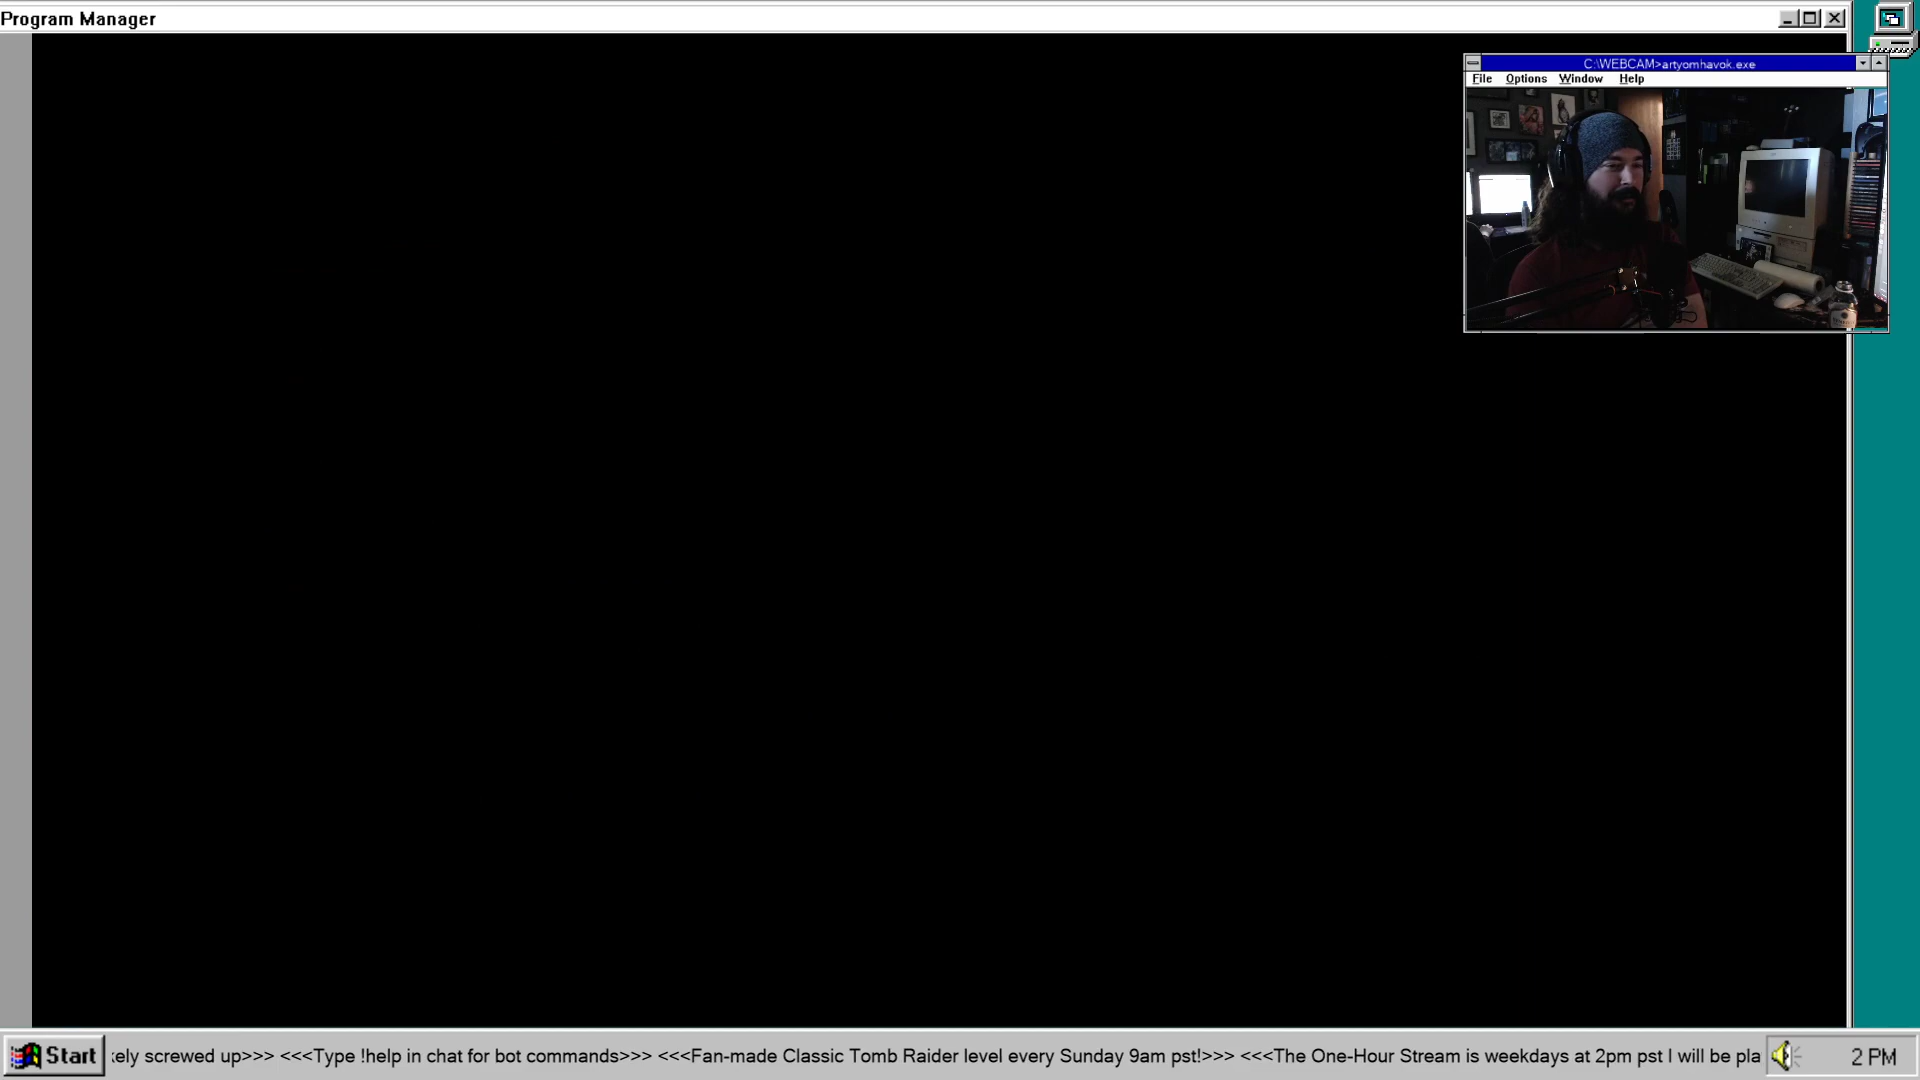 Program Manager
C:\WEBCAM>artyomhavok.exe
File Options Window Help
Start
kely screwed up>>> <<<Type !help in chat for bot commands>>> <<<Fan-made Classic Tomb Raider level every Sunday 9am pst!>>> <<<The One-Hour Stream is weekdays at 2pm pst I will be pla
2 PM